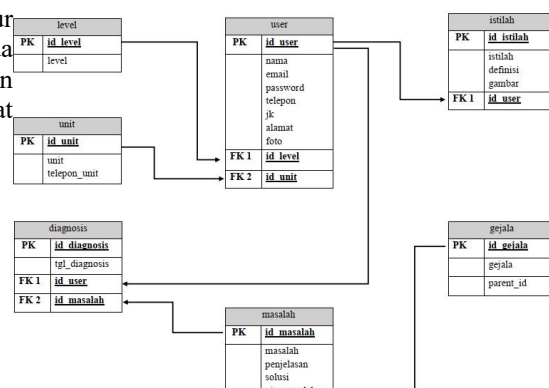 ur
a
n
at
level
PK id_level
level
unit
PK id_unit
unit
telepon_unit
user
PK id_user
nama
email
password
telepon
jk
alamat
foto
FK 1 id_level
FK 2 id_unit
istilah
PK id_istilah
istilah
definisi
gambar
FK 1 id_user
diagnosis
PK id_diagnosis
tgl_diagnosis
FK 1 id_user
FK 2 id_masalah
masalah
PK id_masalah
masalah
penjelasan
solusi
gejala
PK id_gejala
gejala
parent_id